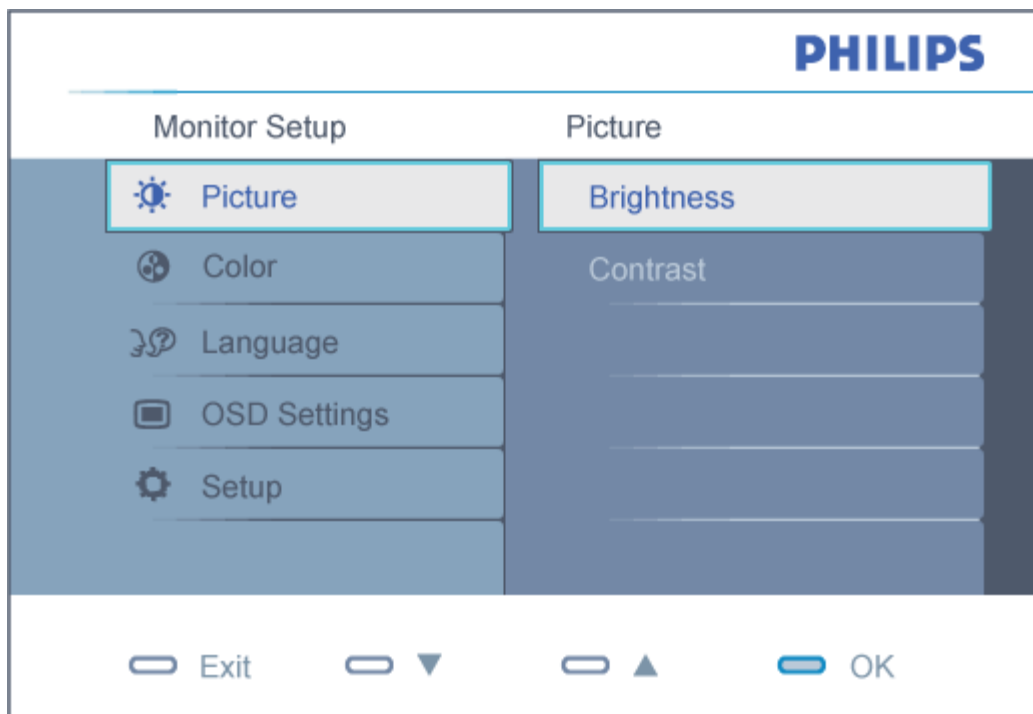 PHILIPS
Monitor Setup
Picture
Picture
Brightness
Color
Contrast
Language
OSD Settings
Setup
Exit ▼ ▲ OK